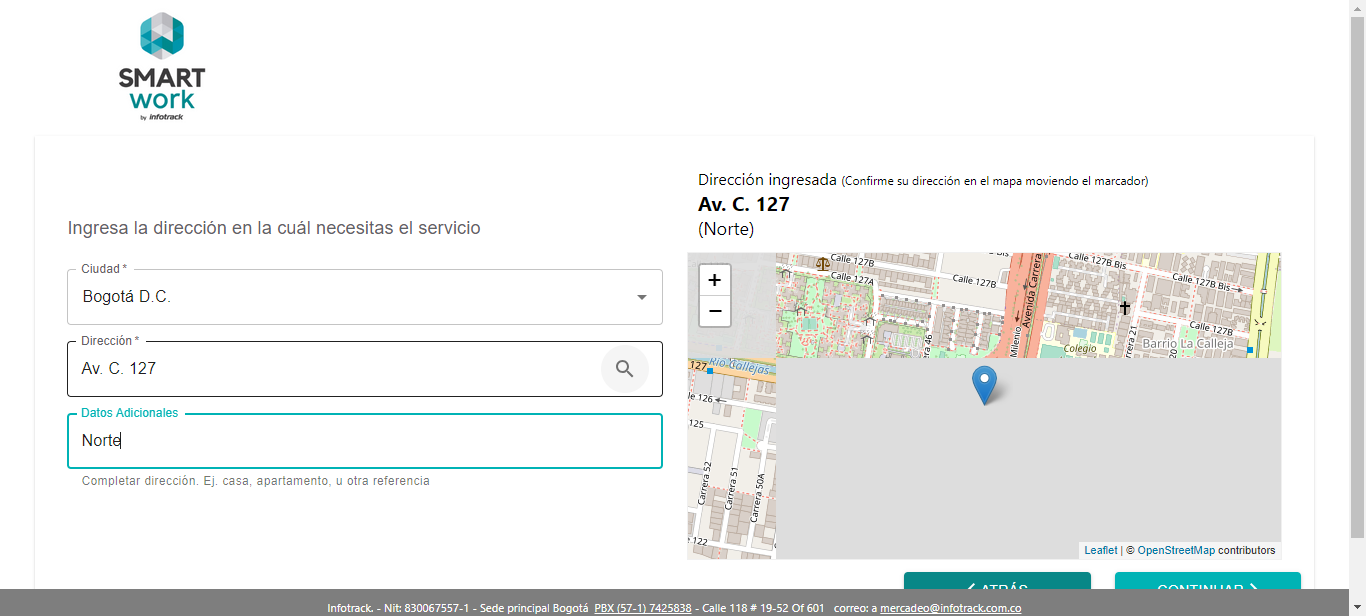 SMART
work
by infotrack
Ingresa la dirección en la cuál necesitas el servicio
Ciudad *
Bogotá D.C.
Dirección *
Av. C. 127
Datos Adicionales
Norte
Completar dirección. Ej. casa, apartamento, u otra referencia
Dirección ingresada (Confirme su dirección en el mapa moviendo el marcador)
Av. C. 127
(Norte)
+
−
Calle 127B
Calle 127A
Calle 127B
Avenida Carrera
Milenio
Carrera 46
Calle 127B Bis
Calle 127B Bis
Calle 127B
Carrera 21
Colegio
Barrio La Calleja
127
Río Callejas
126
125
Carrera 52
Carrera 51
Carrera 50A
122
Leaflet | © OpenStreetMap contributors
ATRÁS
CONTINUAR
Infotrack. - Nit: 830067557-1 - Sede principal Bogotá PBX (57-1) 7425838 - Calle 118 # 19-52 Of 601 correo: a mercadeo@infotrack.com.co